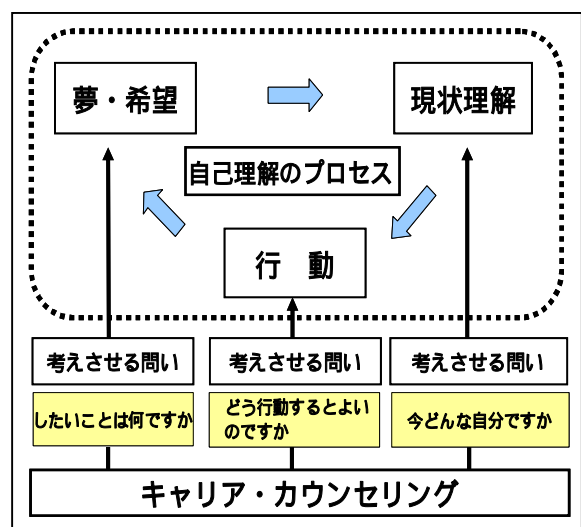 夢・希望
現状理解
自己理解のプロセス
行　動
考えさせる問い
考えさせる問い
考えさせる問い
したいことは何ですか
どう行動するとよい
のですか
今どんな自分ですか
キャリア・カウンセリング